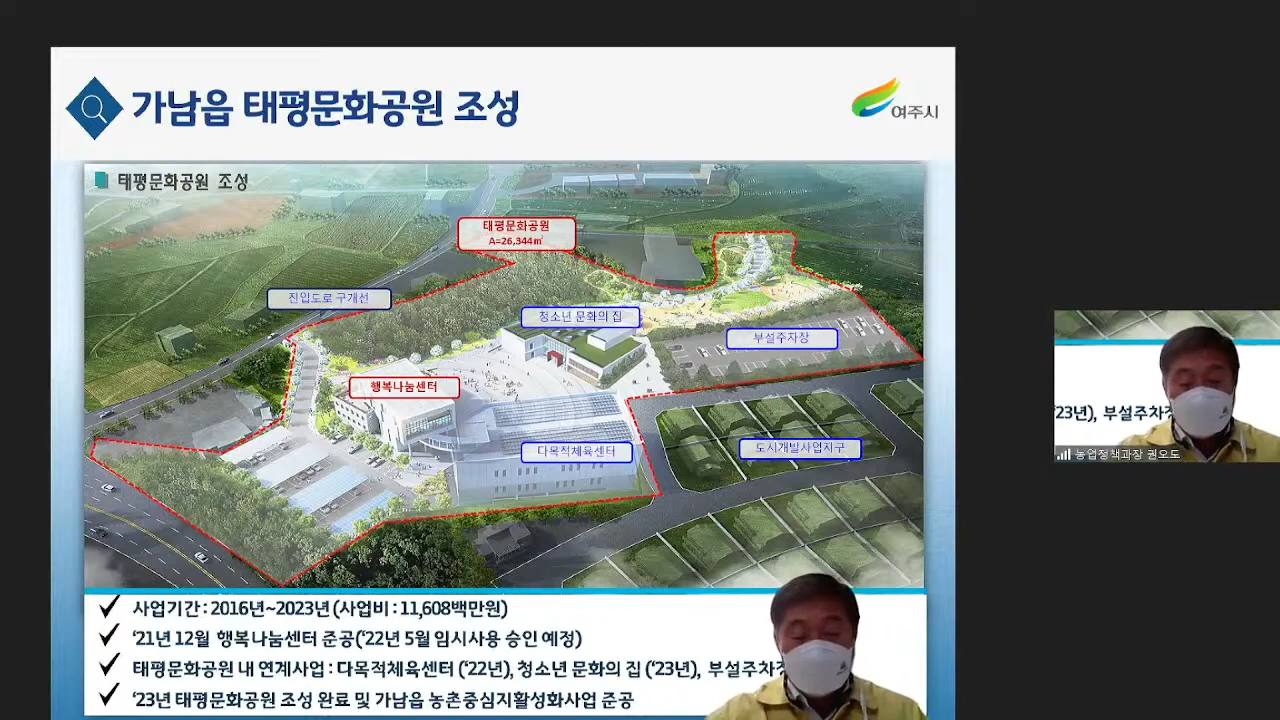 가남읍 태평문화공원 조성
여주시
태평문화공원 조성
태평문화공원
A=26,344㎡
진입도로 구개선
청소년 문화의 집
부설주차장
행복나눔센터
다목적체육센터
도시개발사업지구
사업기간 : 2016년~2023년 (사업비 : 11,608백만원)
‘21년 12월 행복나눔센터 준공(‘22년 5월 임시사용 승인 예정)
태평문화공원 내 연계사업 : 다목적체육센터 (‘22년), 청소년 문화의 집 (‘23년), 부설주차
‘23년 태평문화공원 조성 완료 및 가남읍 농촌중심지활성화사업 준공
‘23년), 부설주차
농업정책과장 권오도